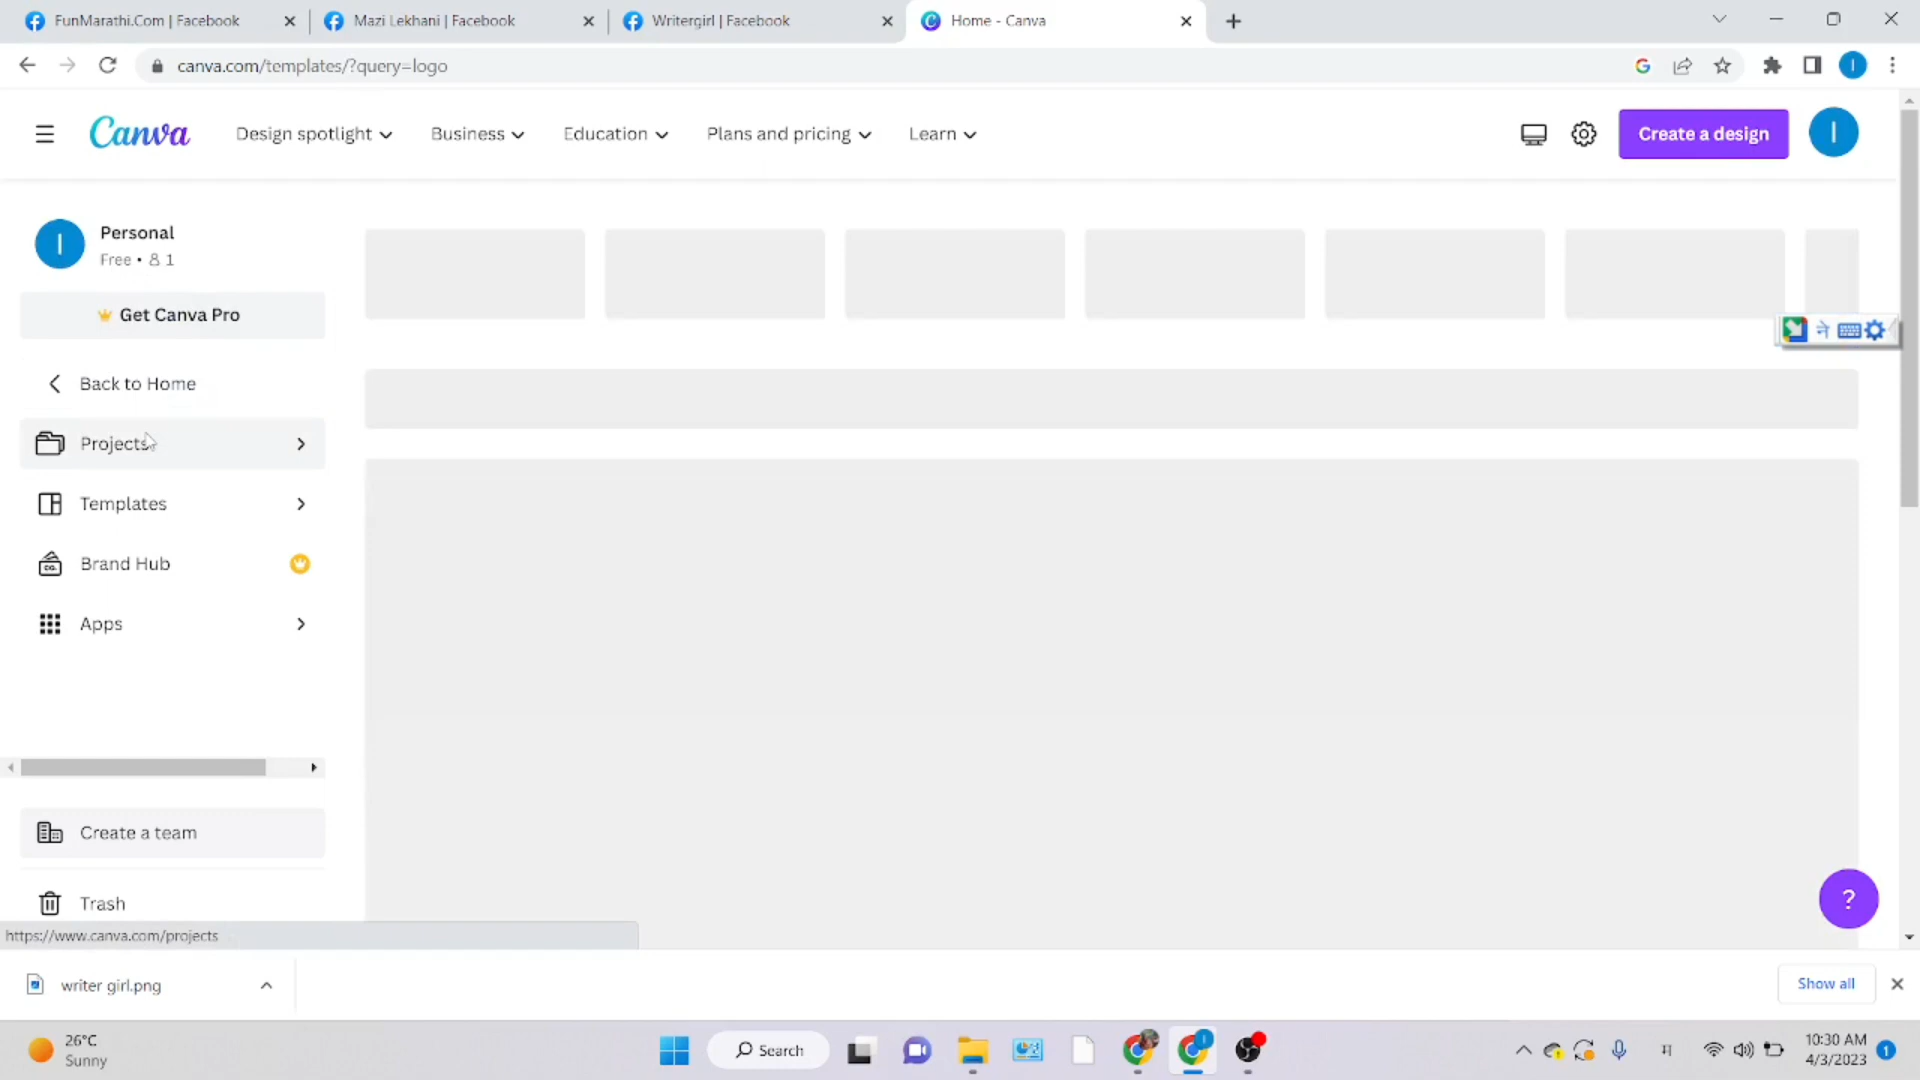 FunMarathi.Com | Facebook
Mazi Lekhani | Facebook
Writergirl | Facebook
Home - Canva
canva.com/templates/?query=logo
Canva
Design spotlight
Business
Education
Plans and pricing
Learn
Create a design
I
I
I
Personal
Free • 1
Get Canva Pro
Back to Home
Projects
Templates
CO.
Brand Hub
Apps
ने
Create a team
Trash
?
https://www.canva.com/projects
writer girl.png
Show all
26°C
Sunny
Search
म
10:30 AM
4/3/2023
1